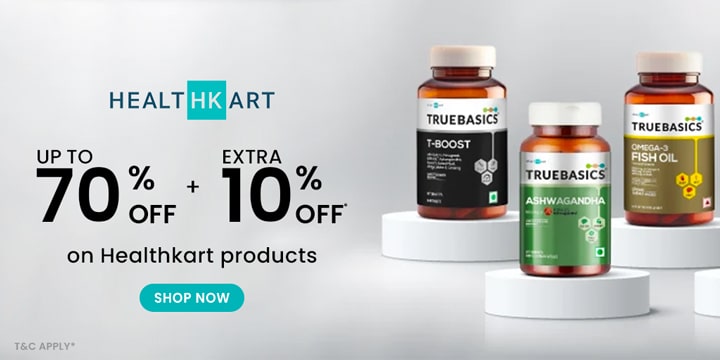 HEALTHKART
UP TO
70% OFF
+
EXTRA
10% OFF*
on Healthkart products
SHOP NOW
T&C APPLY*
TRUEBASICS
T-BOOST
TRUEBASICS
ASHWAGANDHA
TRUEBASICS
OMEGA-3
FISH OIL